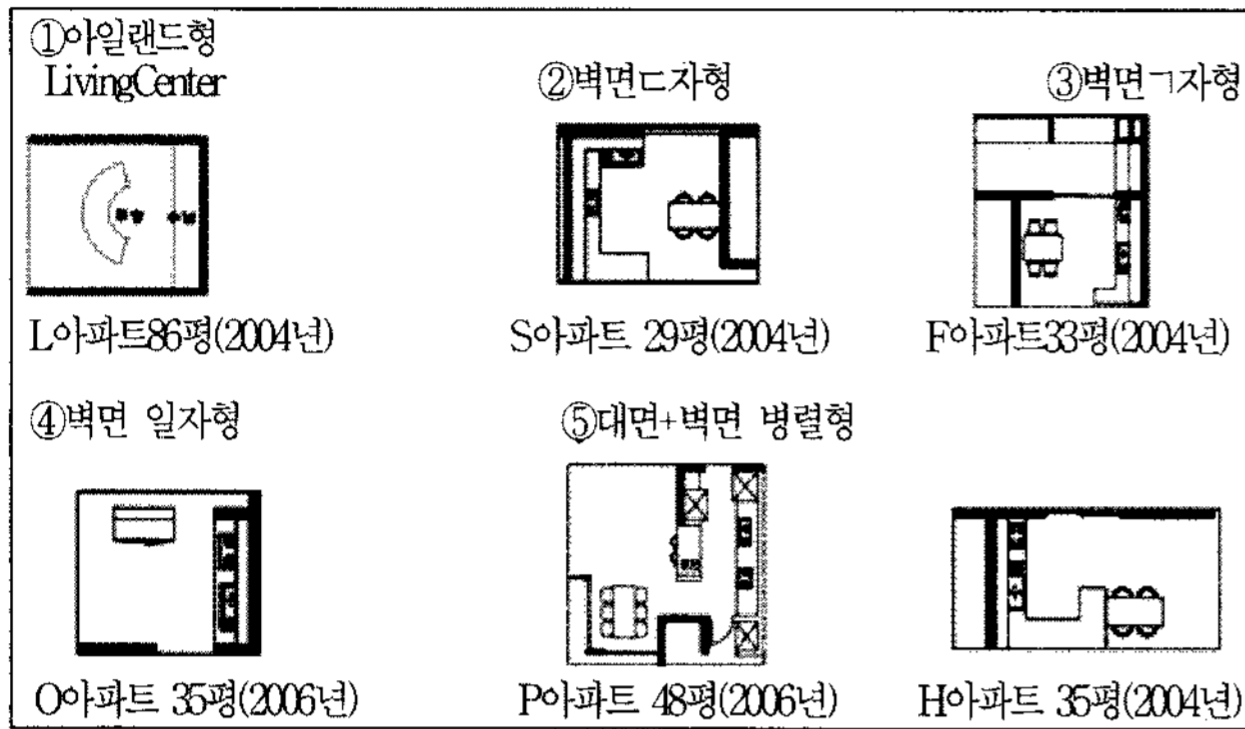 ①아일랜드형
LivingCenter
②벽면ㄷ자형
③벽면ㄱ자형
L아파트86평(2004년)
S아파트 29평(2004년)
F아파트33평(2004년)
④벽면 일자형
⑤대면+벽면 병렬형
O아파트 35평(2006년)
P아파트 48평(2006년)
H아파트 35평(2004년)